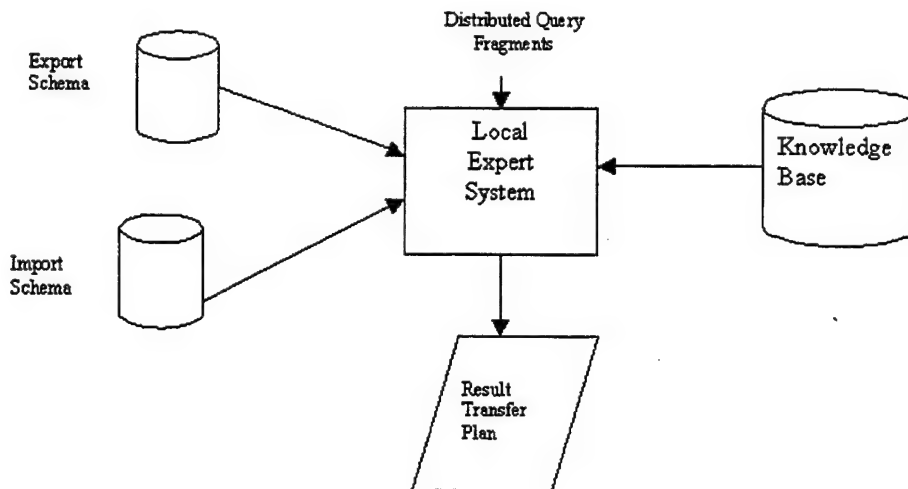 Distributed Query
Fragments
Export
Schema
Local
Expert
System
Knowledge
Base
Import
Schema
Result
Transfer
Plan